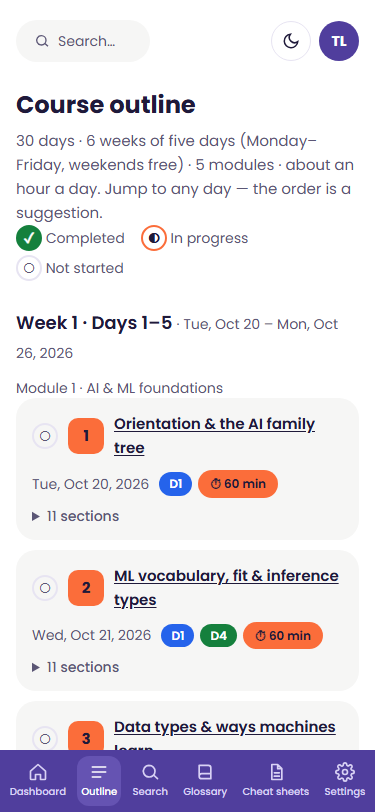 Search...
TL
Course outline
30 days · 6 weeks of five days (Monday–
Friday, weekends free) · 5 modules · about an
hour a day. Jump to any day — the order is a
suggestion.
Completed
In progress
Not started
Week 1 · Days 1–5 · Tue, Oct 20 – Mon, Oct
26, 2026
Module 1 · AI & ML foundations
1
Orientation & the AI family
tree
Tue, Oct 20, 2026 D1 ⏱ 60 min
▶ 11 sections
2
ML vocabulary, fit & inference
types
Wed, Oct 21, 2026 D1 D4 ⏱ 60 min
▶ 11 sections
3
Data types & ways machines
learn
Dashboard Outline Search Glossary Cheat sheets Settings